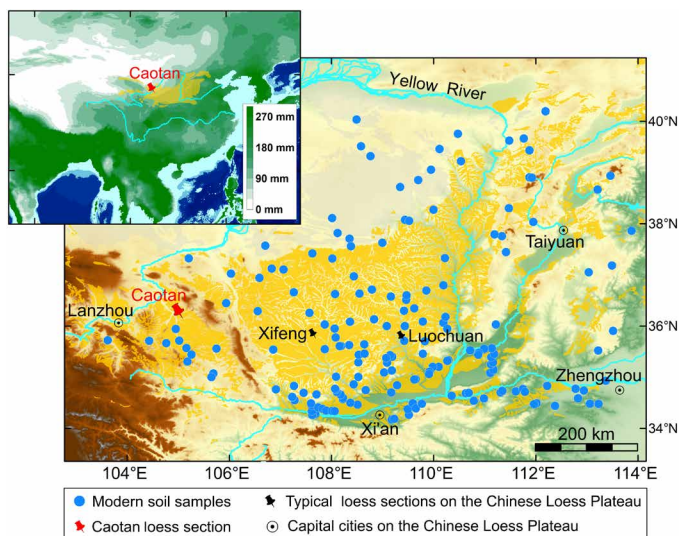 Caotan
270 mm
180 mm
90 mm
0 mm
Yellow River
40°N
38°N
36°N
34°N
Taiyuan
Caotan
Lanzhou
Xifeng
Luochuan
Zhengzhou
Xi'an
200 km
104°E
106°E
108°E
110°E
112°E
114°E
Modern soil samples
Typical loess sections on the Chinese Loess Plateau
Caotan loess section
Capital cities on the Chinese Loess Plateau